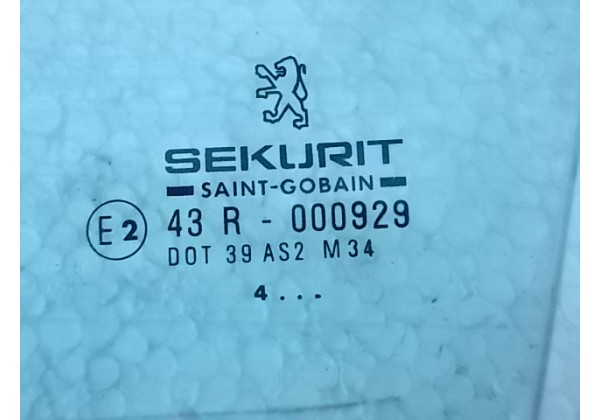 SEKURIT
SAINT-GOBAIN
E2 43 R - 000929
DOT 39 AS2 M34
4 . . .